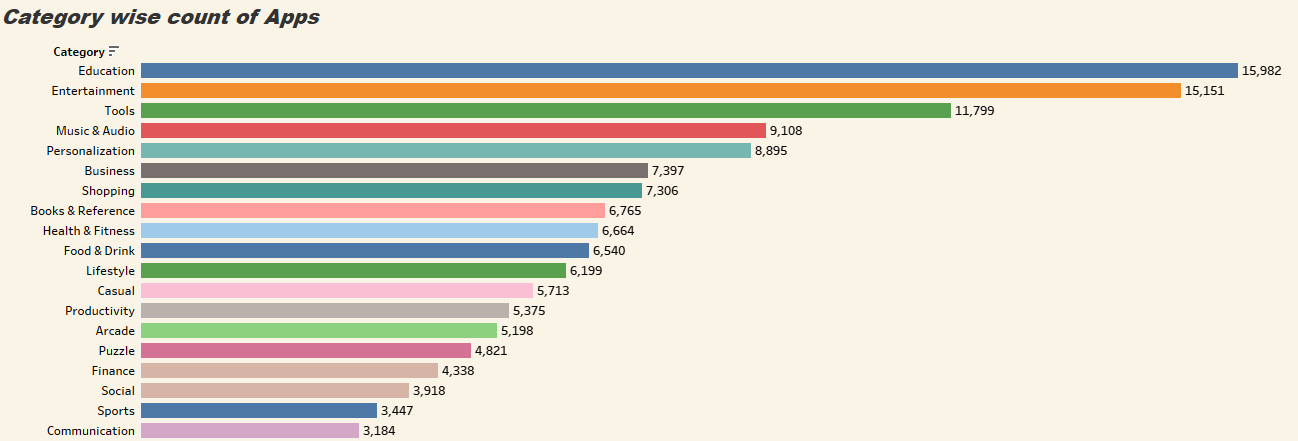 Category wise count of Apps
Category
Education 15,982
Entertainment 15,151
Tools 11,799
Music & Audio 9,108
Personalization 8,895
Business 7,397
Shopping 7,306
Books & Reference 6,765
Health & Fitness 6,664
Food & Drink 6,540
Lifestyle 6,199
Casual 5,713
Productivity 5,375
Arcade 5,198
Puzzle 4,821
Finance 4,338
Social 3,918
Sports 3,447
Communication 3,184